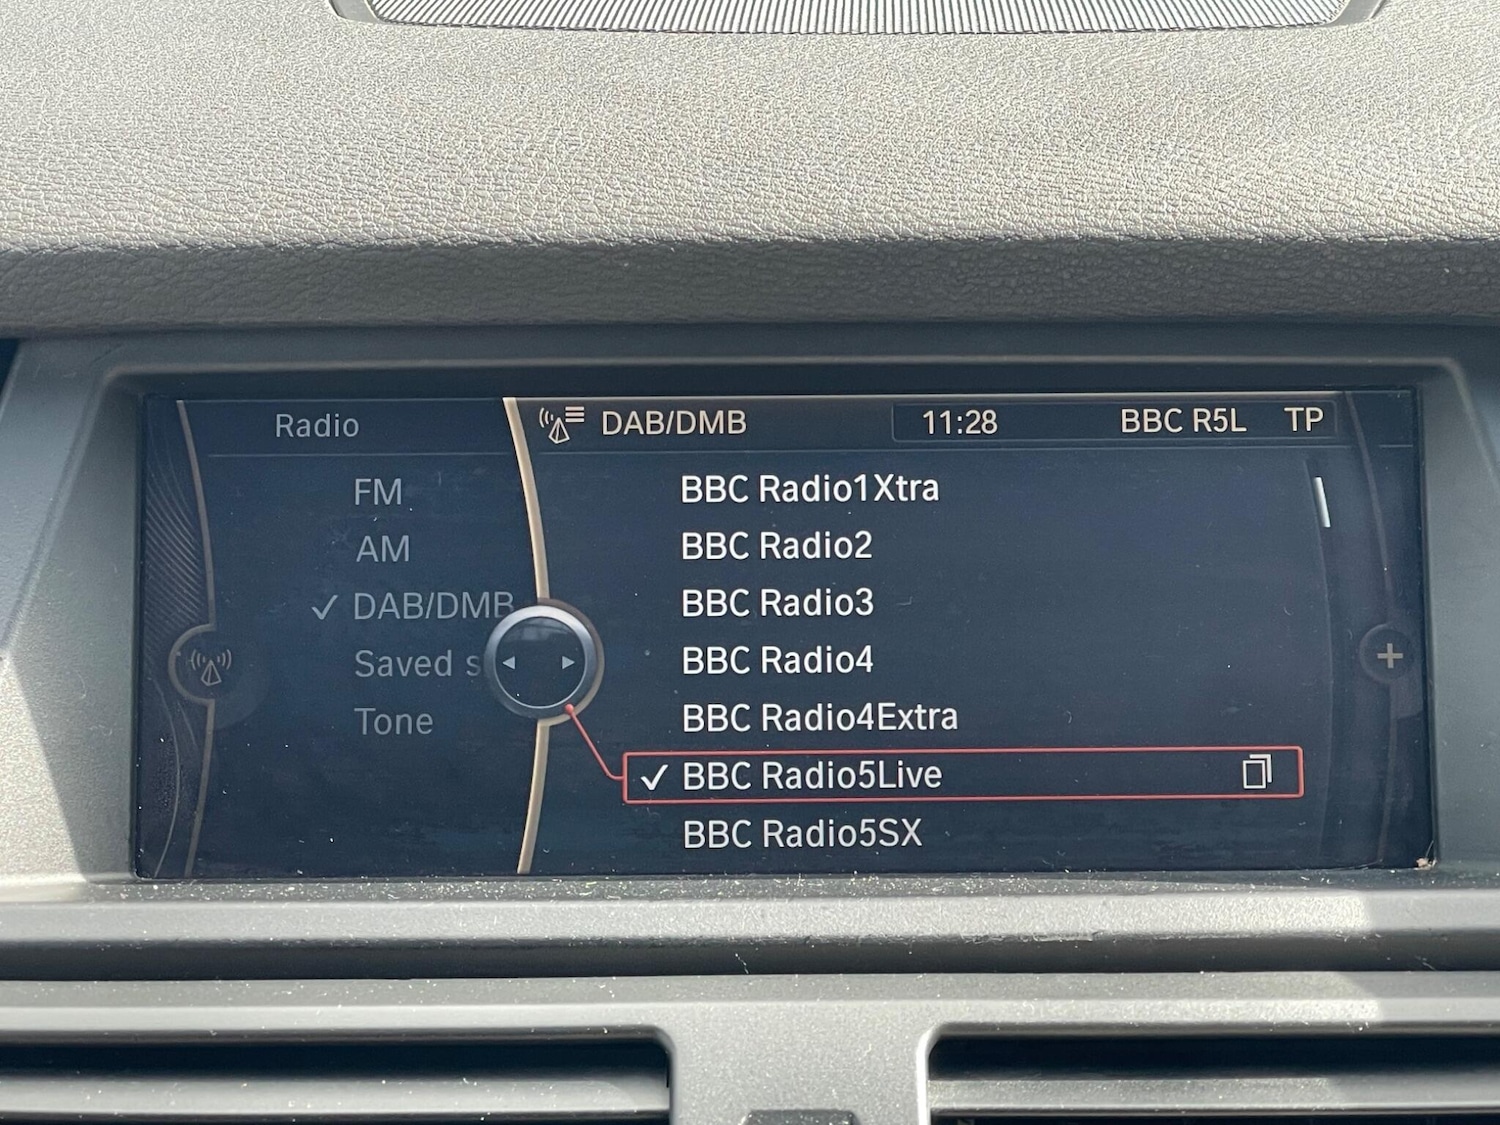 Radio
FM
AM
DAB/DMB
Saved s
Tone
DAB/DMB 11:28 BBC R5L TP
BBC Radio1Xtra
BBC Radio2
BBC Radio3
BBC Radio4
BBC Radio4Extra
BBC Radio5Live
BBC Radio5SX